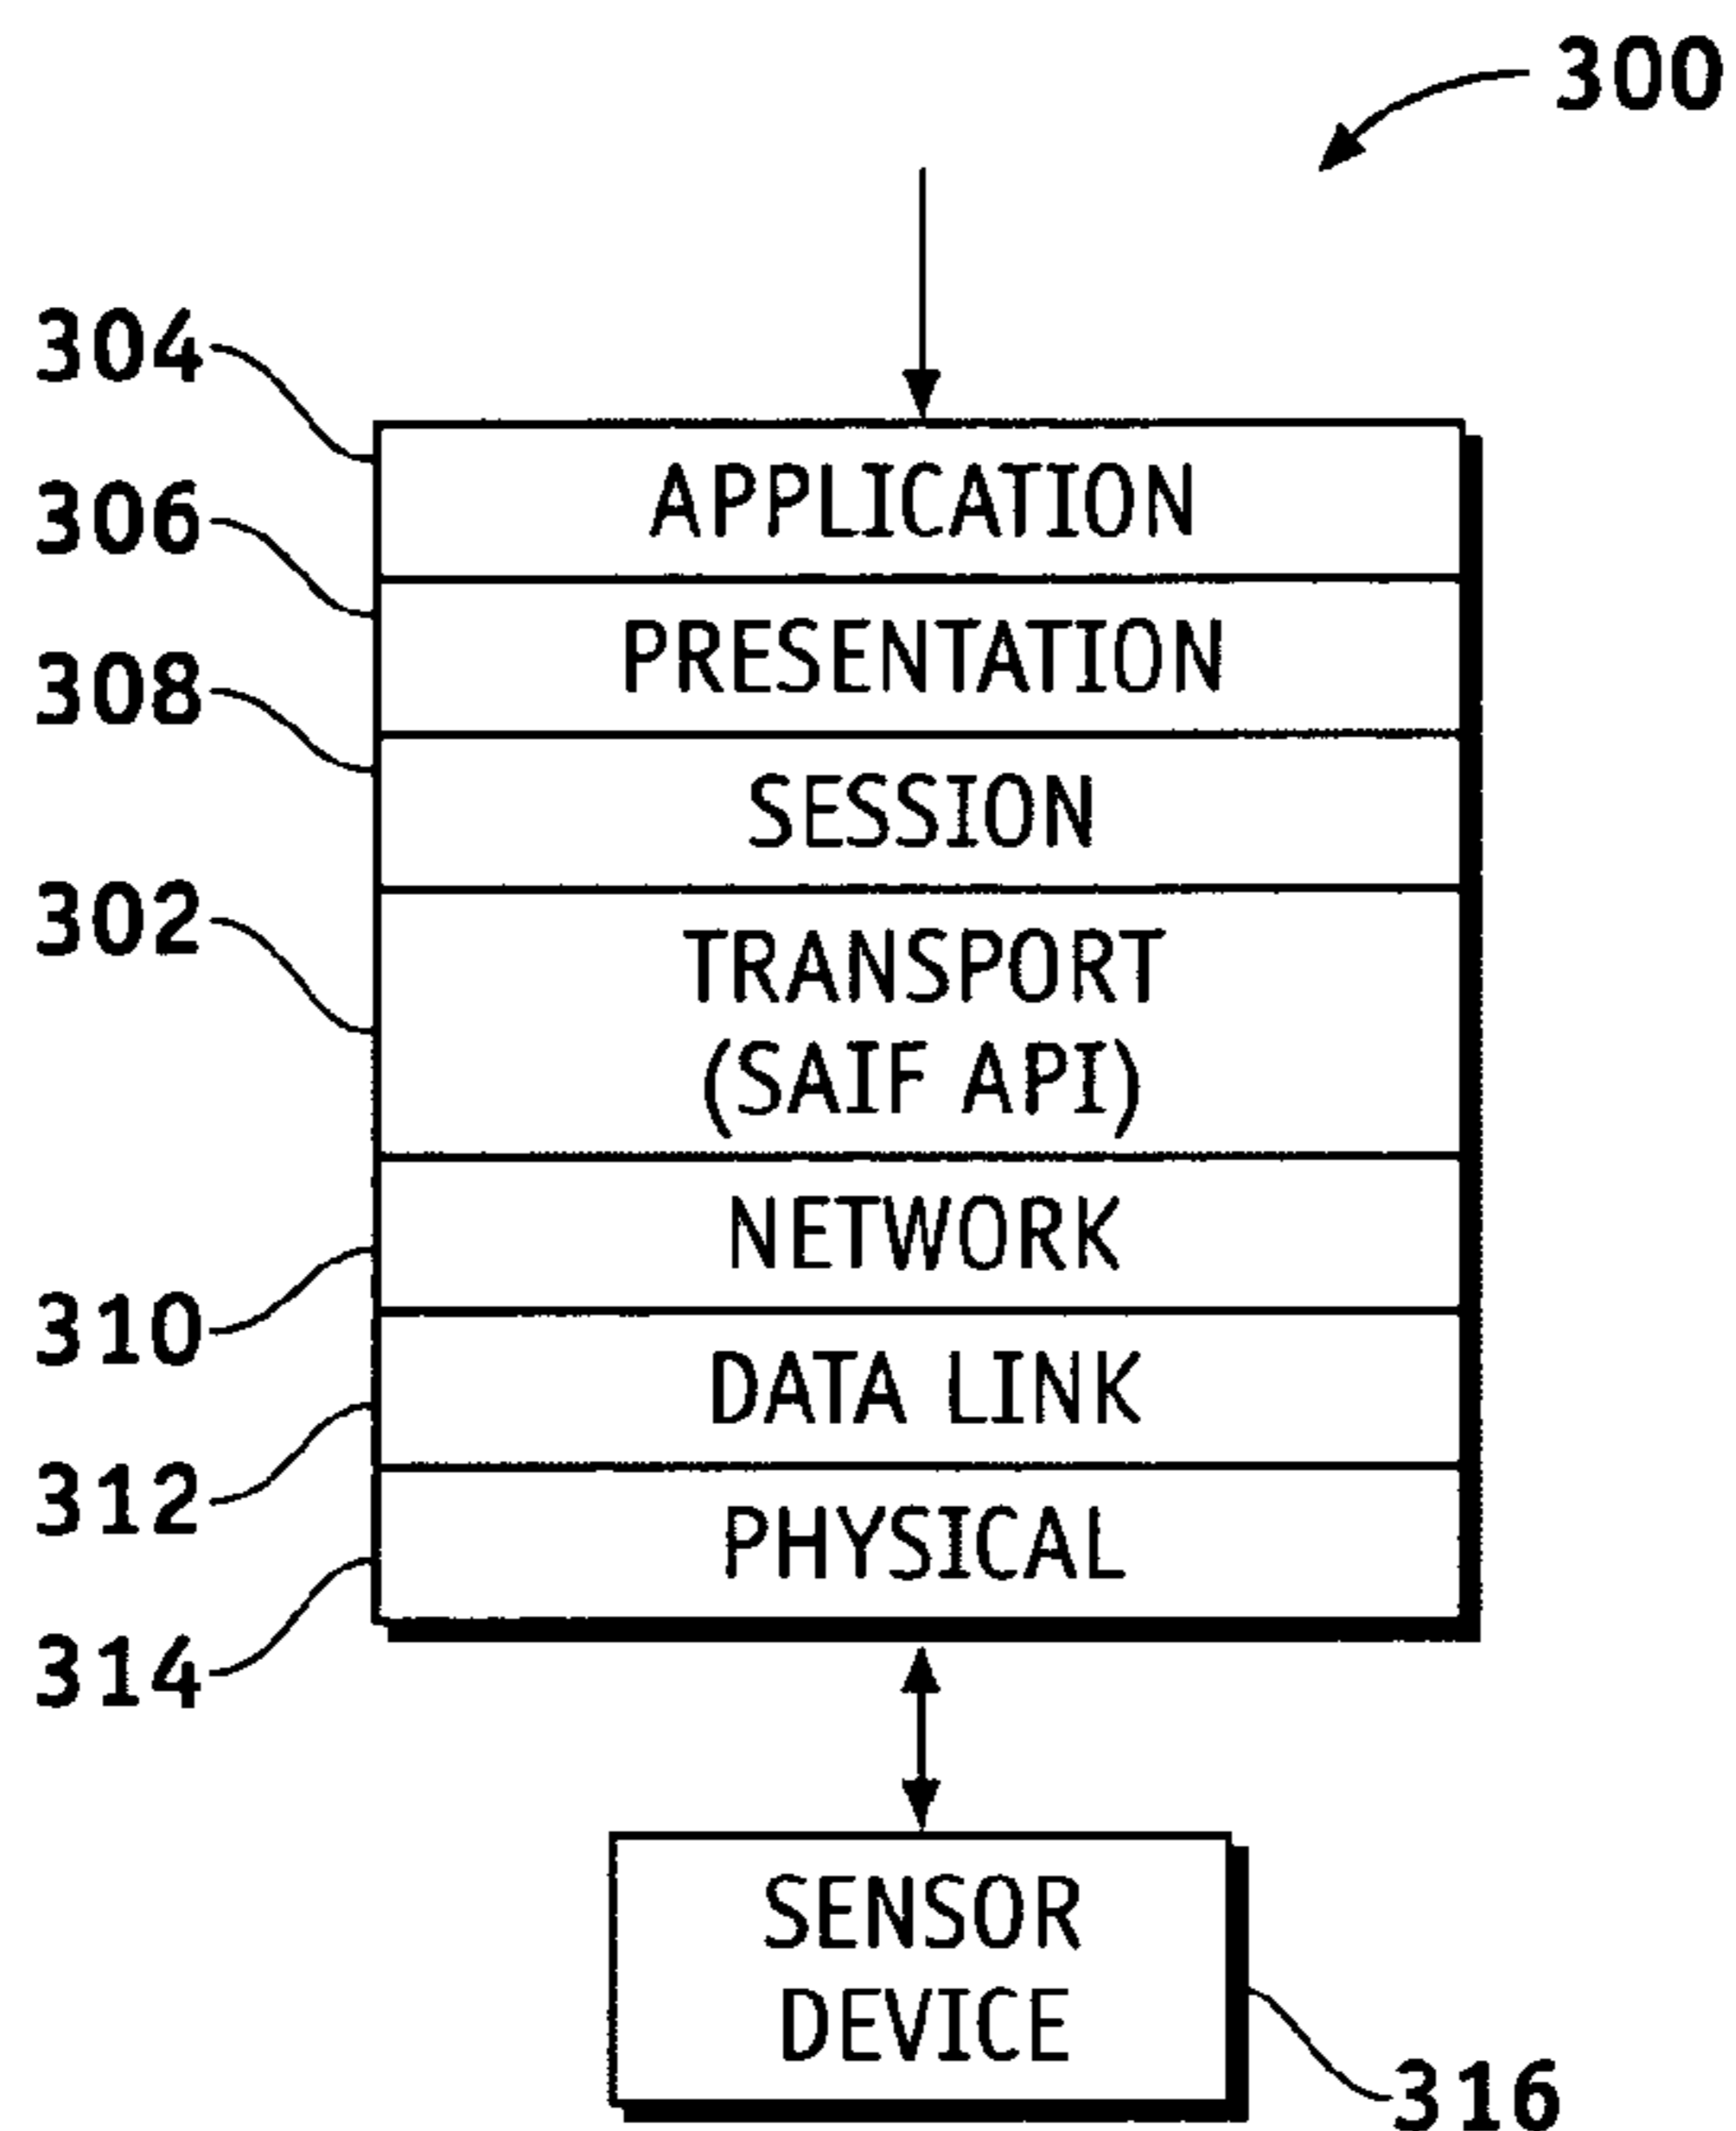 300
304
APPLICATION
306
PRESENTATION
308
SESSION
302
TRANSPORT
(SAIF API)
NETWORK
310
DATA LINK
312
PHYSICAL
314
SENSOR
DEVICE
316